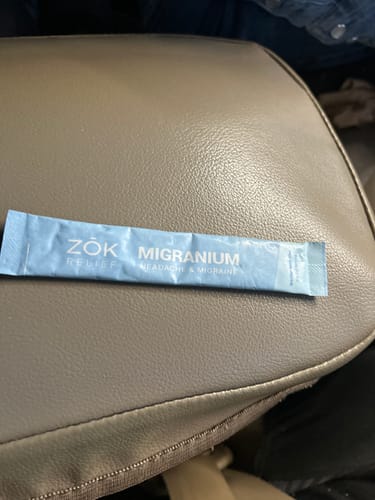 ZŌK
RELIEF
MIGRANIUM
HEADACHE & MIGRAINE